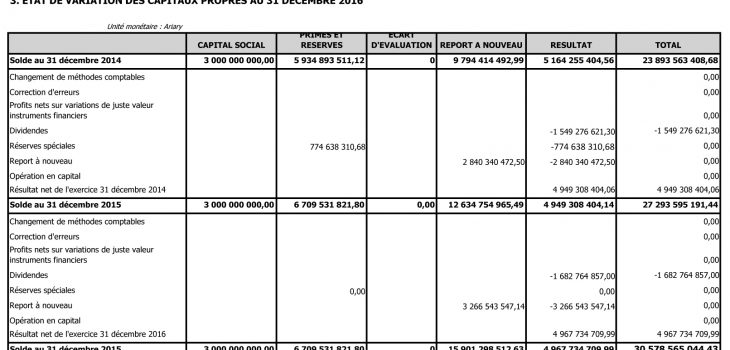 3. ETAT DE VARIATION DES CAPITAUX PROPRES AU 31 DECEMBRE 2016
Unité monétaire : Ariary
CAPITAL SOCIAL PRIMES ET RESERVES ECART D'EVALUATION REPORT A NOUVEAU RESULTAT TOTAL
Solde au 31 décembre 2014 3 000 000 000,00 5 934 893 511,12 0 9 794 414 492,99 5 164 255 404,56 23 893 563 408,68
Changement de méthodes comptables 0,00
Correction d'erreurs 0,00
Profits nets sur variations de juste valeur
instruments financiers 0,00
Dividendes -1 549 276 621,30 -1 549 276 621,30
Réserves spéciales 774 638 310,68 -774 638 310,68 0,00
Report à nouveau 2 840 340 472,50 -2 840 340 472,50 0,00
Opération en capital 0,00
Résultat net de l'exercice 31 décembre 2014 4 949 308 404,06 4 949 308 404,06
Solde au 31 décembre 2015 3 000 000 000,00 6 709 531 821,80 0,00 12 634 754 965,49 4 949 308 404,14 27 293 595 191,44
Changement de méthodes comptables 0,00
Correction d'erreurs 0,00
Profits nets sur variations de juste valeur
instruments financiers 0,00
Dividendes -1 682 764 857,00 -1 682 764 857,00
Réserves spéciales 0,00 0,00 0,00
Report à nouveau 3 266 543 547,14 -3 266 543 547,14 0,00
Opération en capital 0,00
Résultat net de l'exercice 31 décembre 2016 4 967 734 709,99 4 967 734 709,99
Solde au 31 décembre 2015 3 000 000 000,00 6 709 531 821,80 0 15 901 298 512,63 4 967 734 709,99 30 578 565 044,43